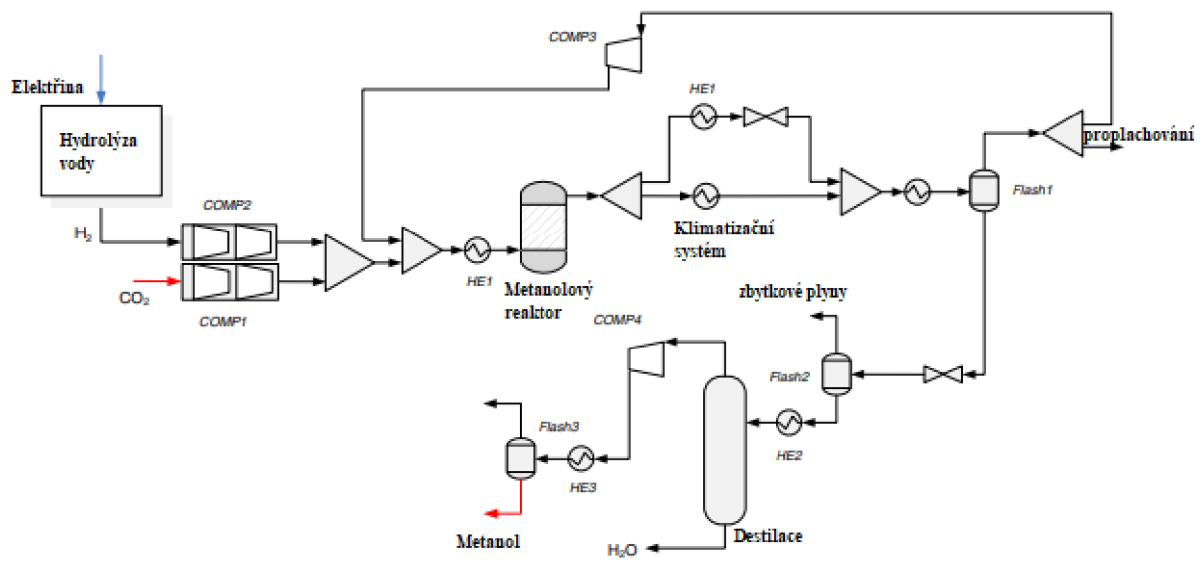 COMP3
Elektřina
HE1
Hydrolýza
vody
proplachování
Flash1
COMP2
H₂
Klimatizační
systém
CO₂
HE1
Metanolový
reaktor
zbytkové plyny
COMP1
COMP4
Flash2
Flash3
HE2
HE3
Metanol
Destilace
H₂O